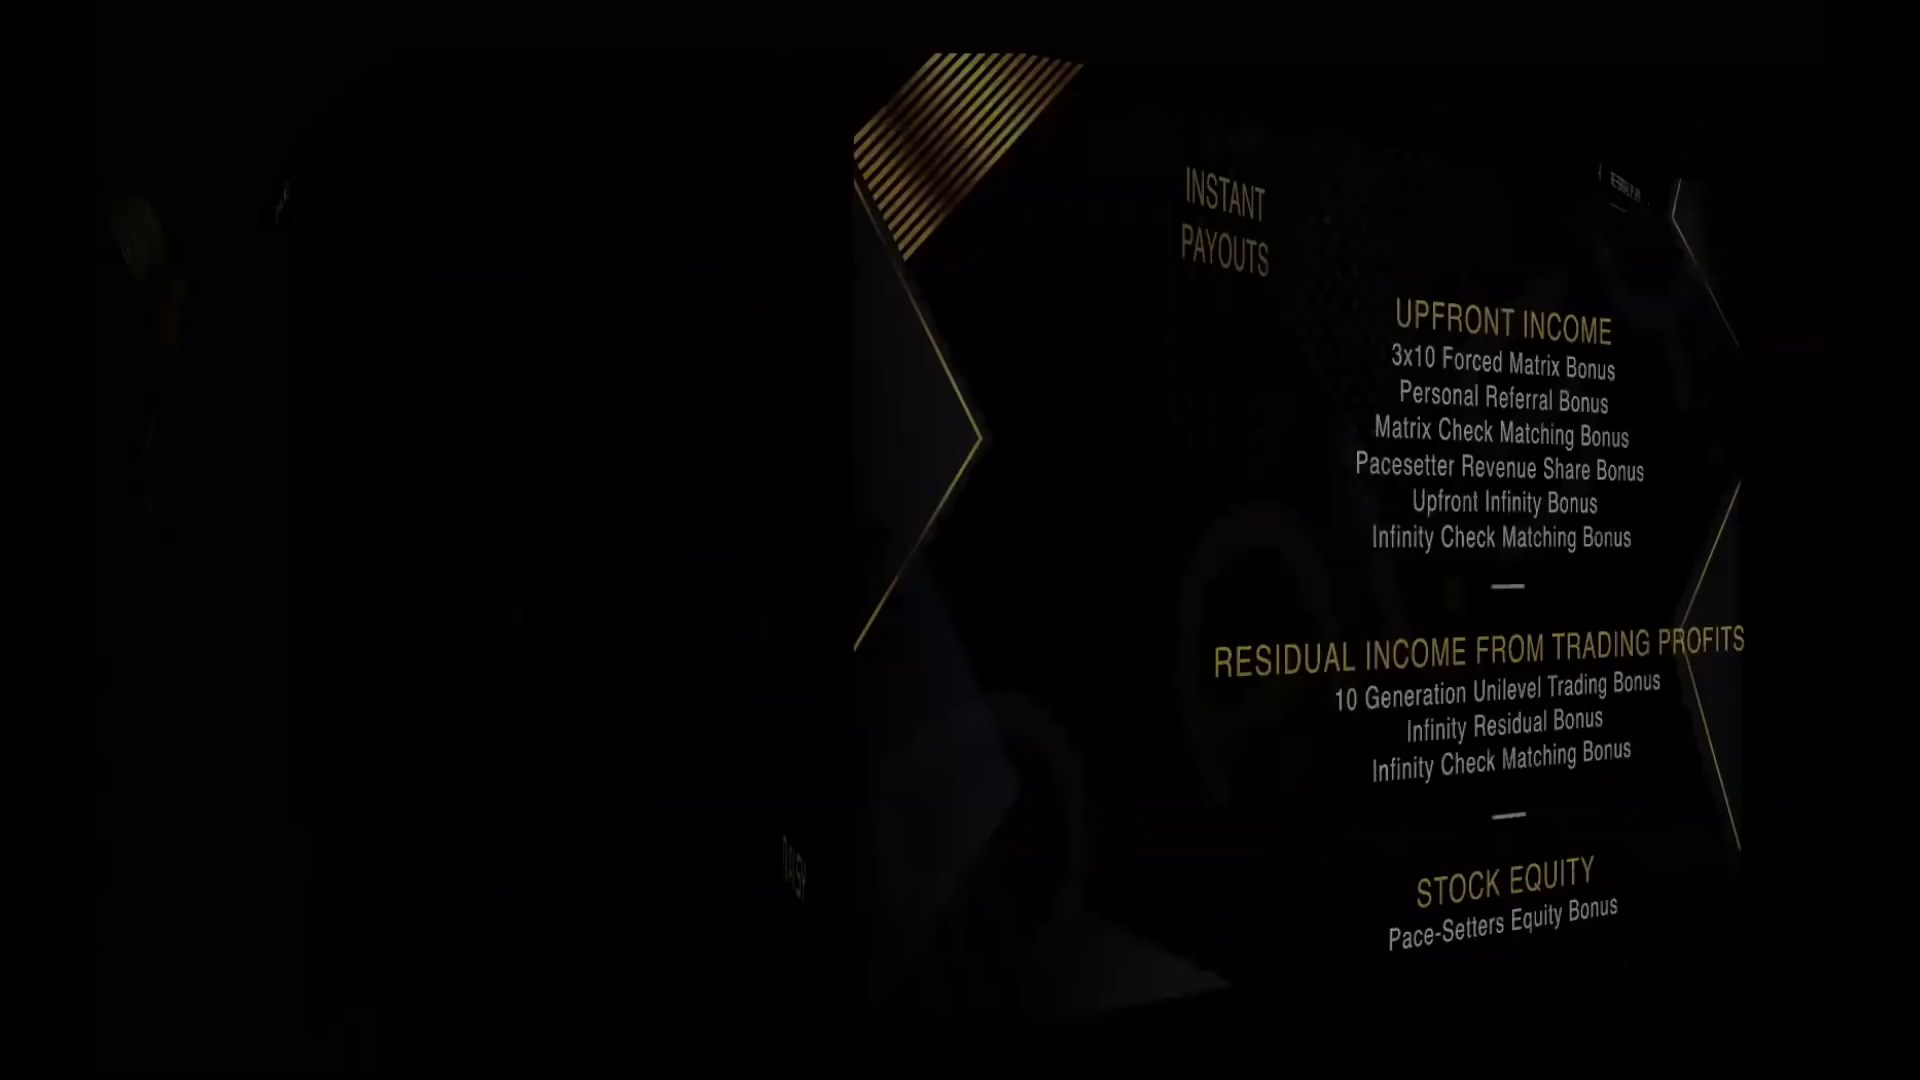 INSTANT
PAYOUTS
UPFRONT INCOME
3x10 Forced Matrix Bonus
Personal Referral Bonus
Matrix Check Matching Bonus
Pacesetter Revenue Share Bonus
Upfront Infinity Bonus
Infinity Check Matching Bonus
RESIDUAL INCOME FROM TRADING PROFITS
10 Generation Unilevel Trading Bonus
Infinity Residual Bonus
Infinity Check Matching Bonus
STOCK EQUITY
Pace-Setters Equity Bonus
DAISY